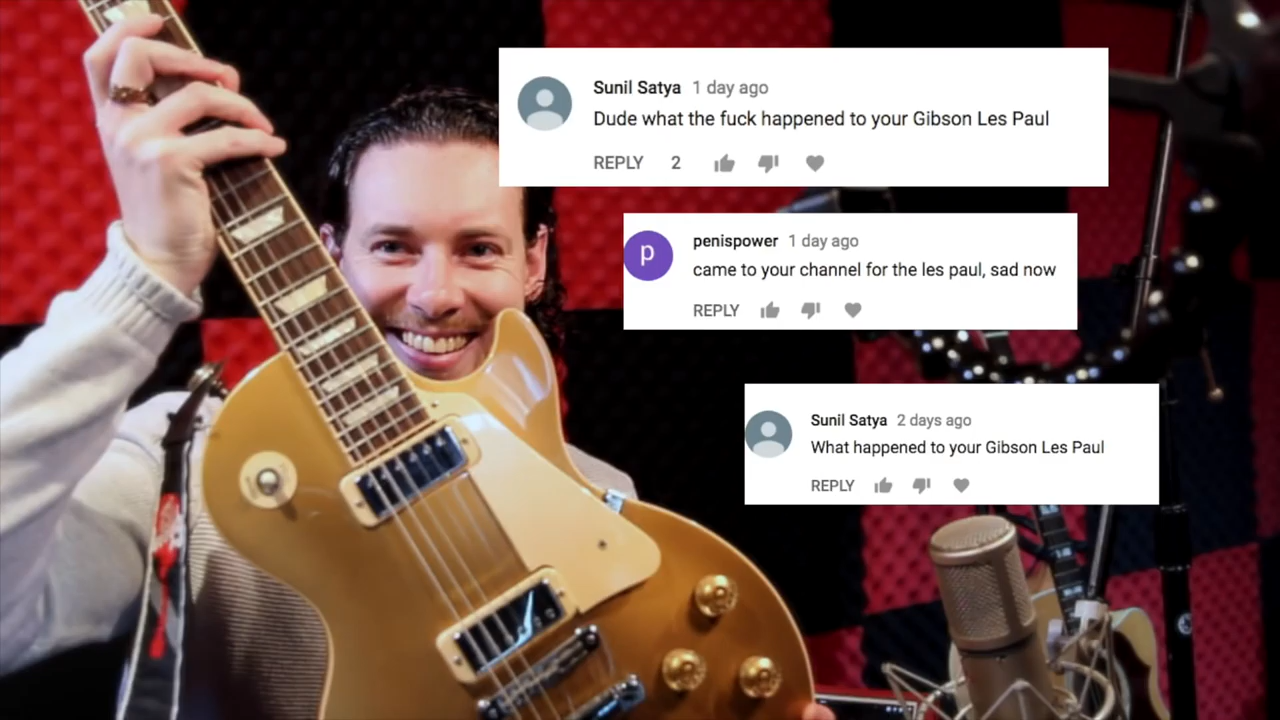 Sunil Satya 1 day ago
Dude what the fuck happened to your Gibson Les Paul
REPLY 2
p
penispower 1 day ago
came to your channel for the les paul, sad now
REPLY
Sunil Satya 2 days ago
What happened to your Gibson Les Paul
REPLY